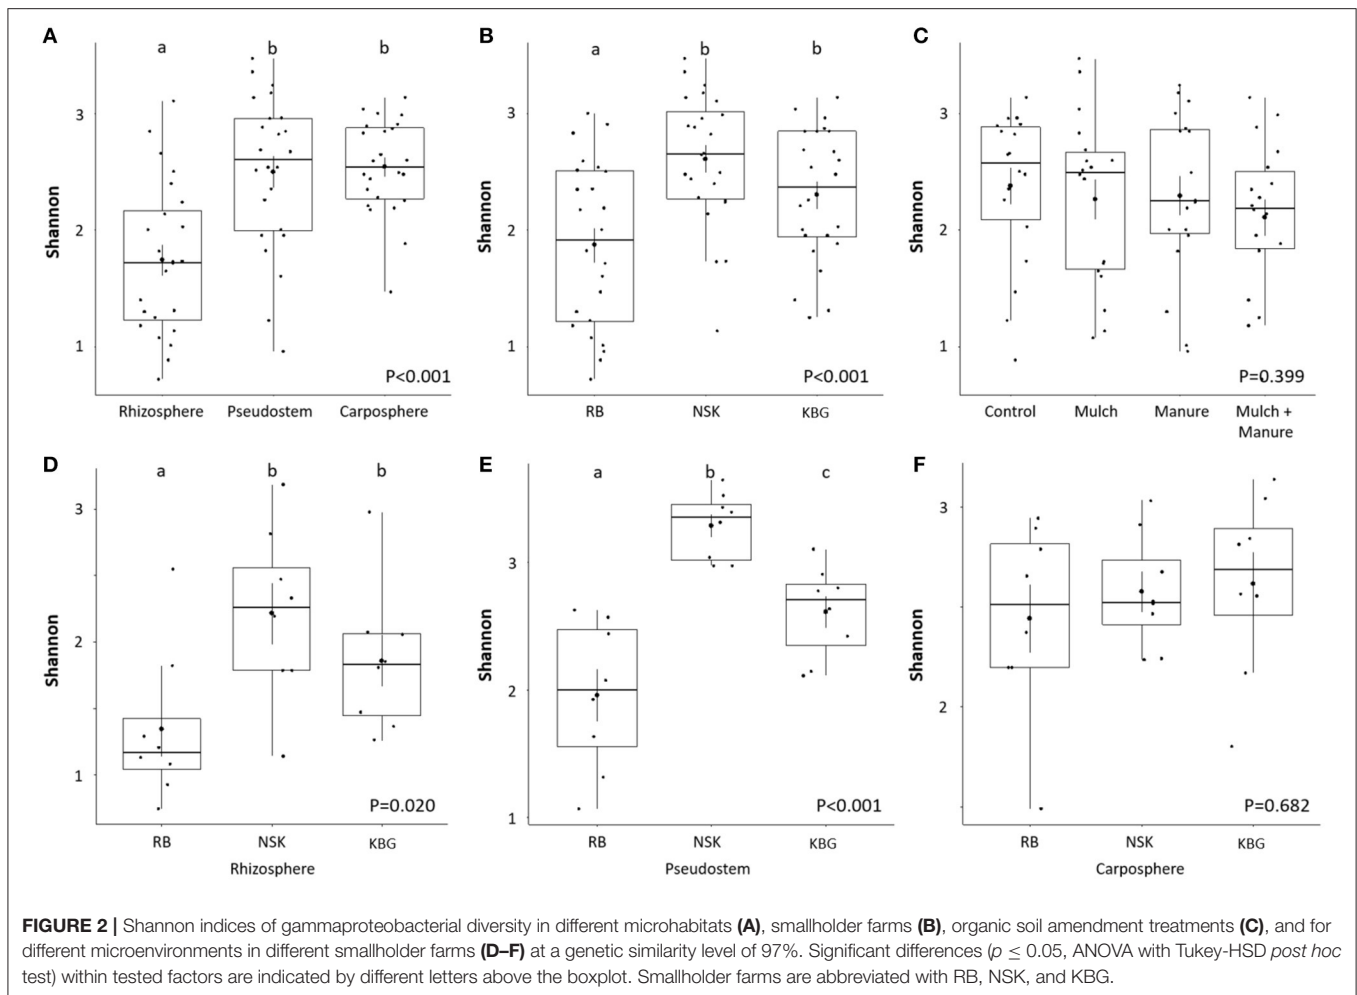 A
a
b
b
Shannon
3
2
1
P<0.001
Rhizosphere
Pseudostem
Carposphere
B
a
b
b
Shannon
3
2
1
P<0.001
RB
NSK
KBG
C
Shannon
3
2
1
P=0.399
Control
Mulch
Manure
Mulch +
Manure
D
a
b
b
Shannon
3
2
1
P=0.020
RB
NSK
KBG
Rhizosphere
E
a
b
c
Shannon
3
2
1
P<0.001
RB
NSK
KBG
Pseudostem
F
Shannon
3
2
P=0.682
RB
NSK
KBG
Carposphere
FIGURE 2 | Shannon indices of gammaproteobacterial diversity in different microhabitats (A), smallholder farms (B), organic soil amendment treatments (C), and for
different microenvironments in different smallholder farms (D–F) at a genetic similarity level of 97%. Significant differences (p ≤ 0.05, ANOVA with Tukey-HSD post hoc
test) within tested factors are indicated by different letters above the boxplot. Smallholder farms are abbreviated with RB, NSK, and KBG.